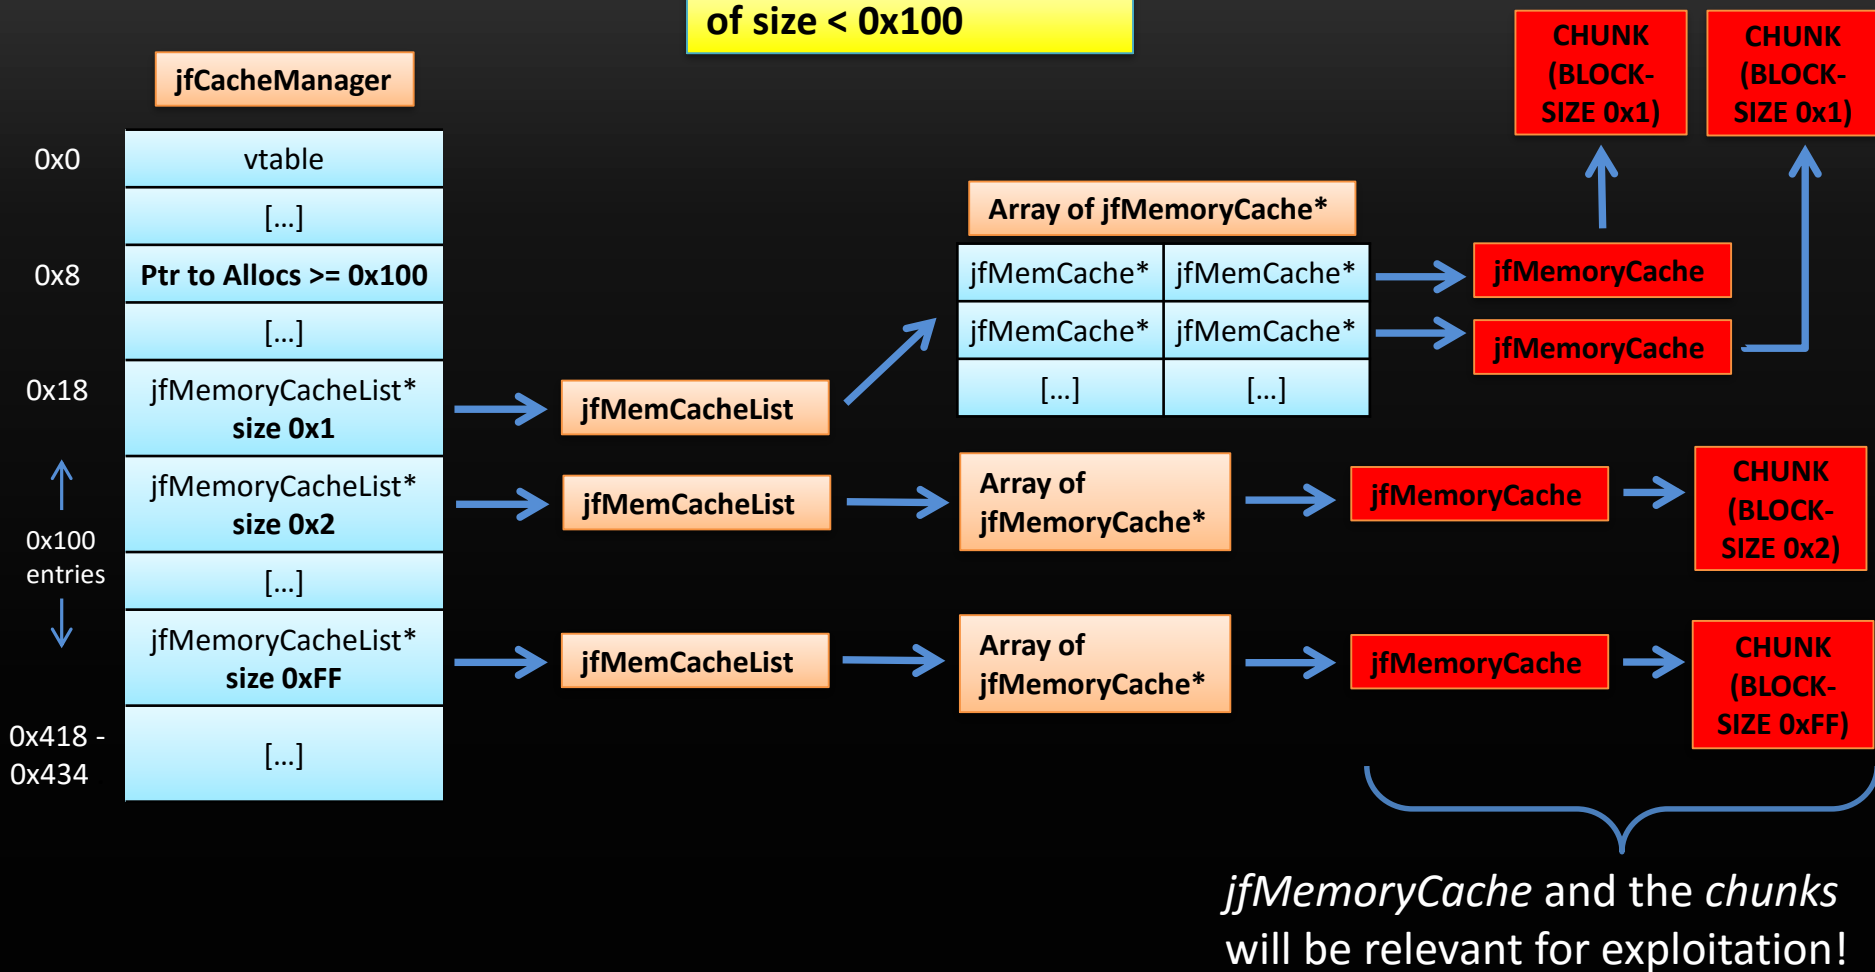 of size < 0x100
jfCacheManager
0x0
vtable
[...]
0x8
Ptr to Allocs >= 0x100
[...]
0x18
jfMemoryCacheList*
size 0x1
jfMemoryCacheList*
size 0x2
0x100
entries
[...]
jfMemoryCacheList*
size 0xFF
0x418 -
0x434
[...]
jfMemCacheList
jfMemCacheList
jfMemCacheList
Array of jfMemoryCache*
jfMemCache* jfMemCache*
jfMemCache* jfMemCache*
[...] [...]
Array of
jfMemoryCache*
Array of
jfMemoryCache*
CHUNK
(BLOCK-
SIZE 0x1)
CHUNK
(BLOCK-
SIZE 0x1)
jfMemoryCache
jfMemoryCache
jfMemoryCache
CHUNK
(BLOCK-
SIZE 0x2)
jfMemoryCache
CHUNK
(BLOCK-
SIZE 0xFF)
jfMemoryCache and the chunks
will be relevant for exploitation!